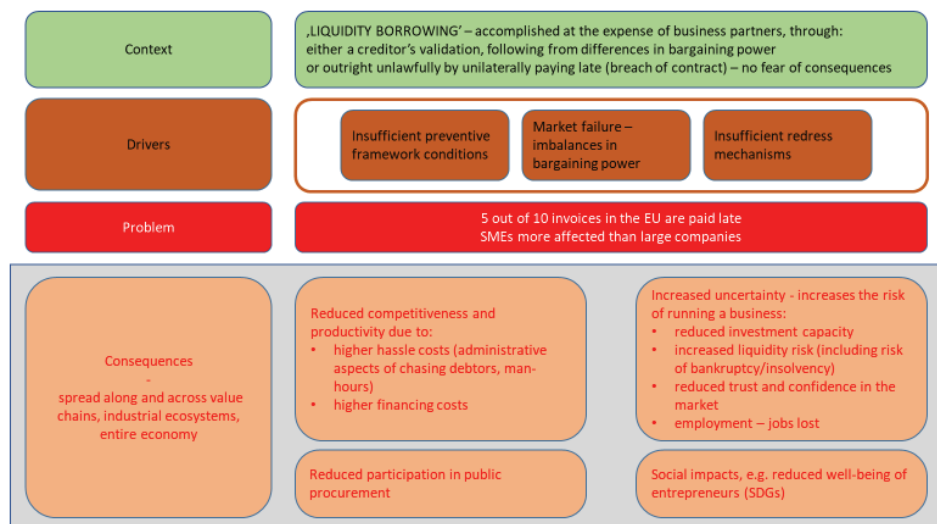 Context
‚LIQUIDITY BORROWING’ – accomplished at the expense of business partners, through:
either a creditor’s validation, following from differences in bargaining power
or outright unlawfully by unilaterally paying late (breach of contract) – no fear of consequences
Drivers
Insufficient preventive
framework conditions
Market failure –
imbalances in
bargaining power
Insufficient redress
mechanisms
Problem
5 out of 10 invoices in the EU are paid late
SMEs more affected than large companies
Consequences
-
spread along and across value
chains, industrial ecosystems,
entire economy
Reduced competitiveness and
productivity due to:
• higher hassle costs (administrative
aspects of chasing debtors, man-
hours)
• higher financing costs
Increased uncertainty - increases the risk
of running a business:
• reduced investment capacity
• increased liquidity risk (including risk
of bankruptcy/insolvency)
• reduced trust and confidence in the
market
• employment – jobs lost
Reduced participation in public
procurement
Social impacts, e.g. reduced well-being of
entrepreneurs (SDGs)